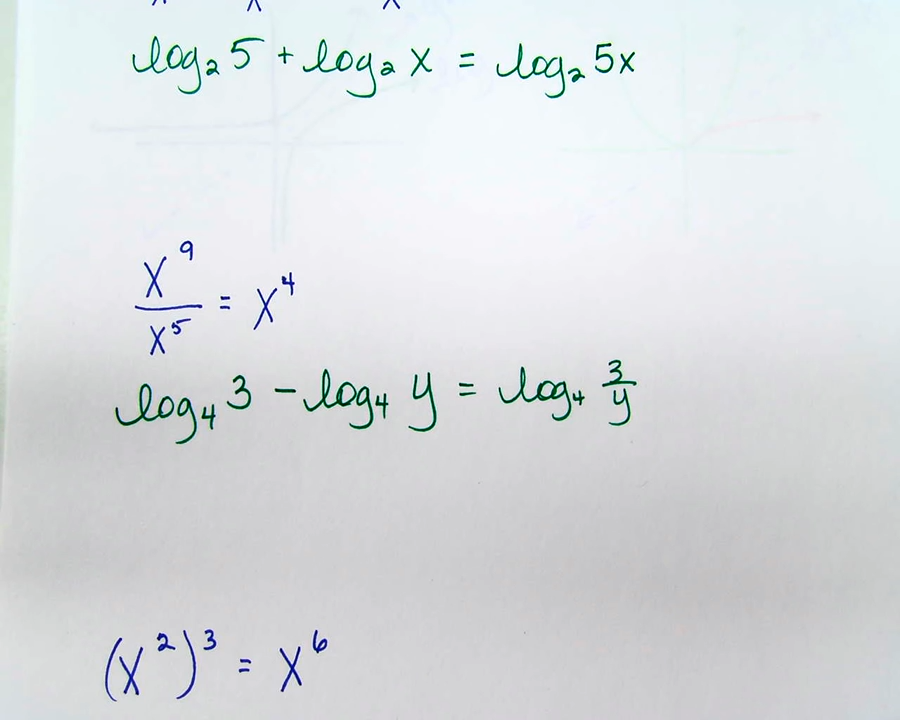 log₂ 5 + log₂ x = log₂ 5x
x⁹/x⁵ = x⁴
log₄ 3 - log₄ y = log₄ 3/y
(x²)³ = x⁶